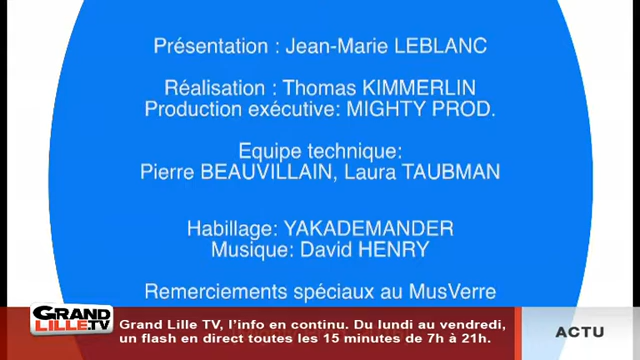 Présentation : Jean-Marie LEBLANC
Réalisation : Thomas KIMMERLIN
Production exécutive: MIGHTY PROD.
Equipe technique:
Pierre BEAUVILLAIN, Laura TAUBMAN
Habillage: YAKADEMANDER
Musique: David HENRY
Remerciements spéciaux au MusVerre
GRAND
LILLE.TV
Grand Lille TV, l'info en continu. Du lundi au vendredi,
un flash en direct toutes les 15 minutes de 7h à 21h.
ACTU